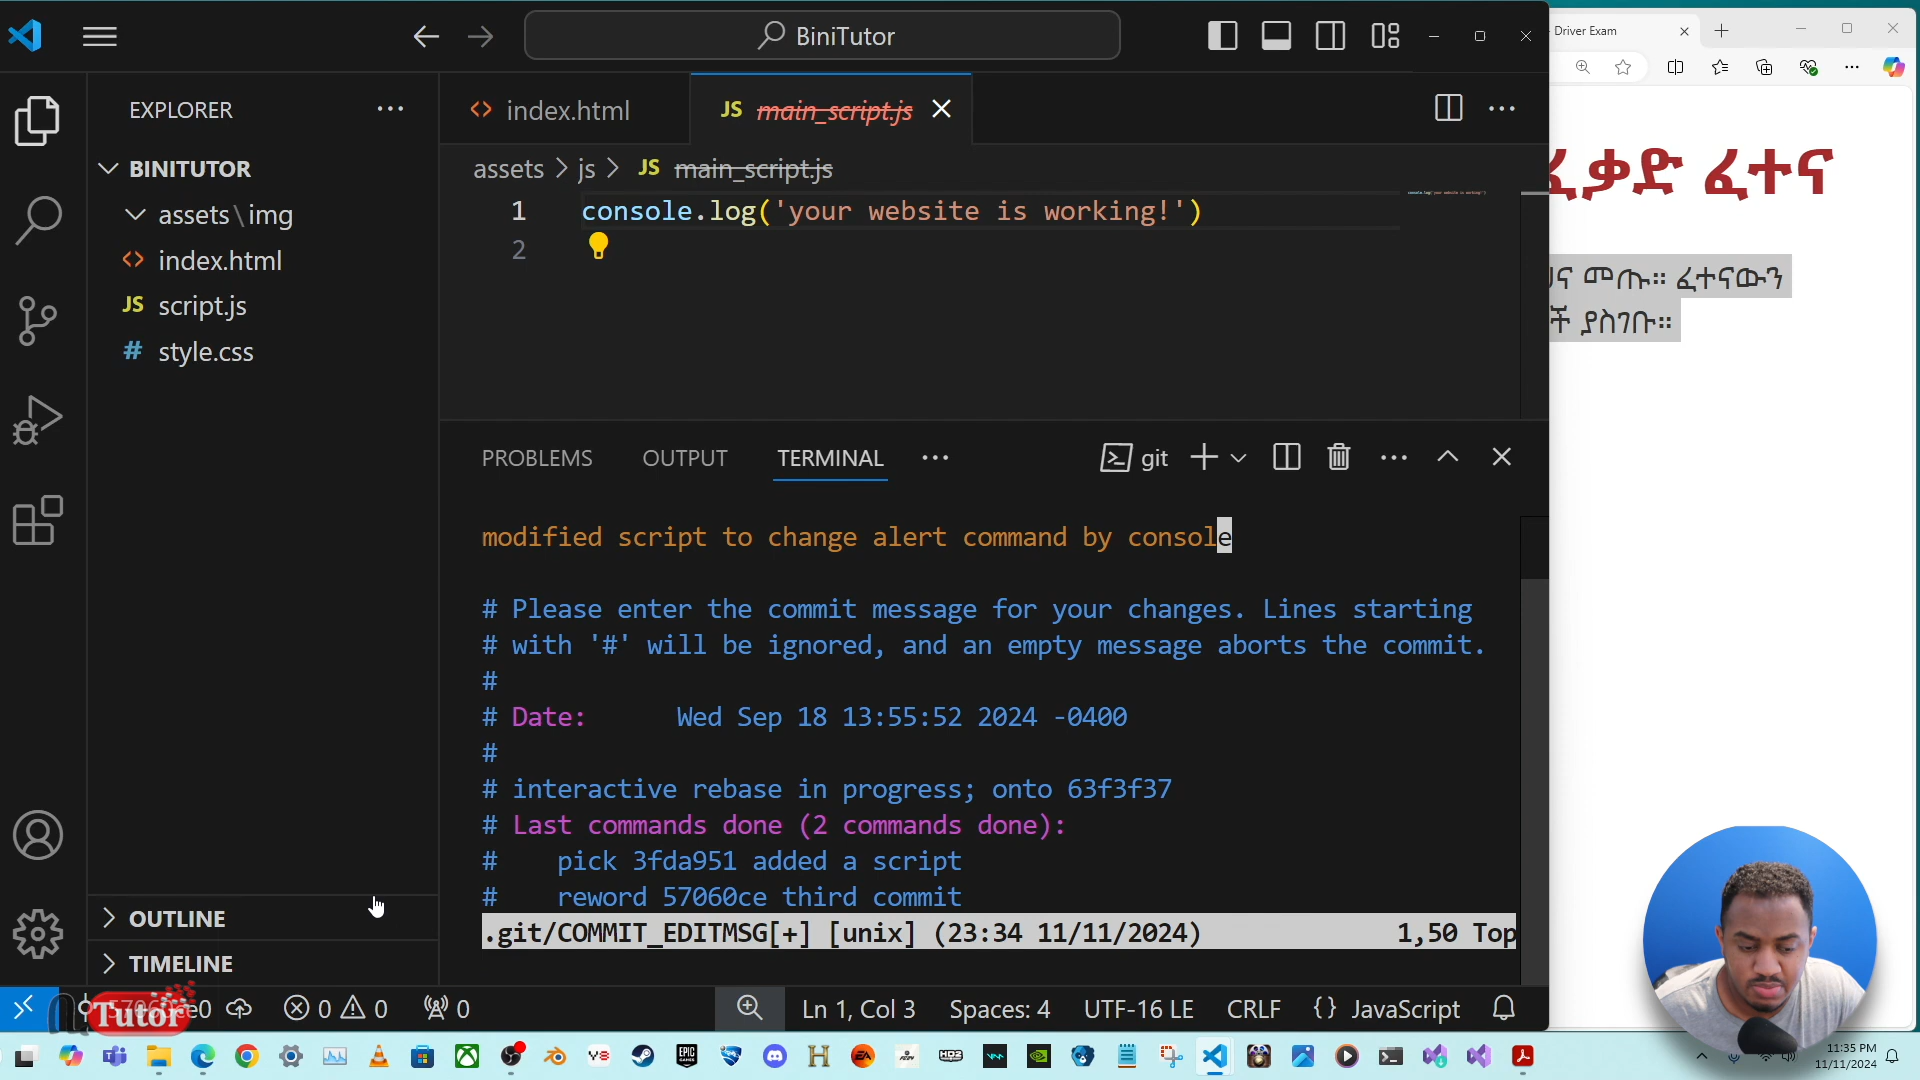 BiniTutor
Driver Exam
EXPLORER
BINITUTOR
assets\img
index.html
JS script.js
# style.css
index.html
JS main_script.js
assets > js > JS main_script.js
1 console.log('your website is working!')
2
PROBLEMS OUTPUT TERMINAL
git
modified script to change alert command by console
# Please enter the commit message for your changes. Lines starting
# with '#' will be ignored, and an empty message aborts the commit.
#
# Date: Wed Sep 18 13:55:52 2024 -0400
#
# interactive rebase in progress; onto 63f3f37
# Last commands done (2 commands done):
# pick 3fda951 added a script
# reword 57060ce third commit
.git/COMMIT_EDITMSG[+] [unix] (23:34 11/11/2024) 1,50 Top
OUTLINE
TIMELINE
Tutor
0 0 0
Ln 1, Col 3 Spaces: 4 UTF-16 LE CRLF {} JavaScript
ፈቃድ ፈተና
መጡ። ፈተናውን
ች ያስገቡ።
11:35 PM
11/11/2024